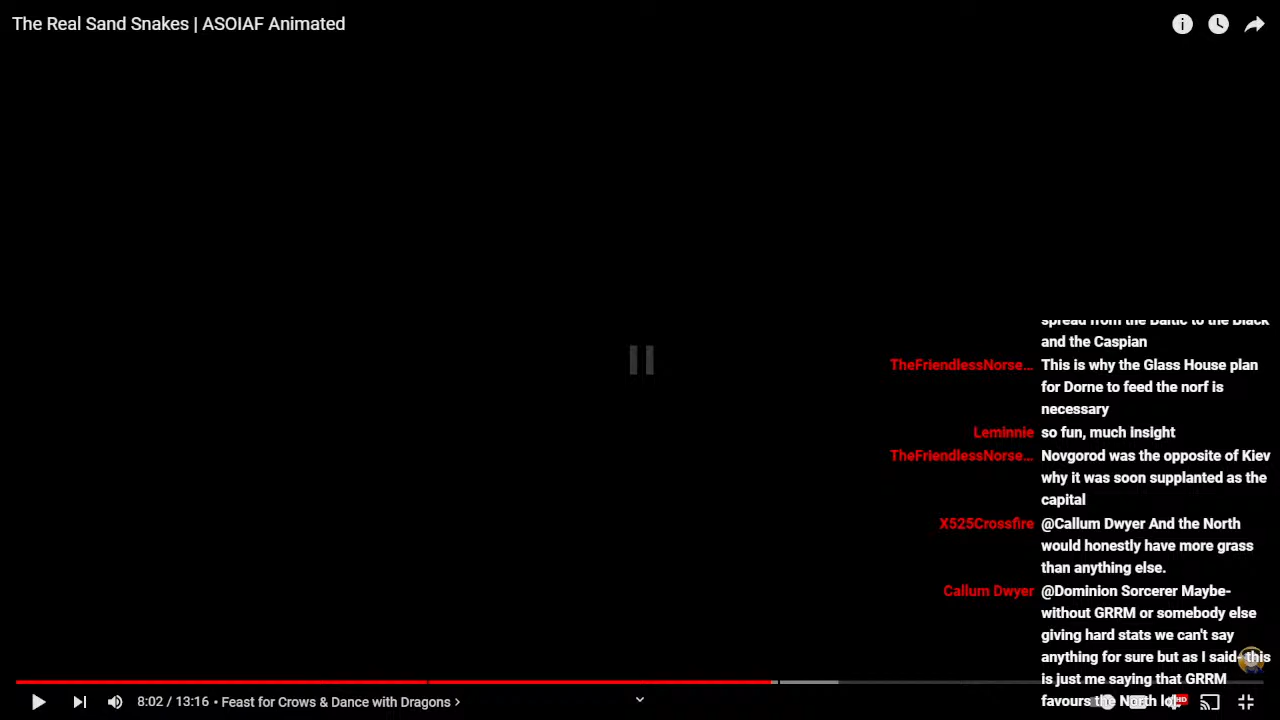 The Real Sand Snakes | ASOIAF Animated
spread from the Baltic to the Black
and the Caspian
TheFriendlessNorse... This is why the Glass House plan
for Dorne to feed the norf is
necessary
Leminnie so fun, much insight
TheFriendlessNorse... Novgorod was the opposite of Kiev
why it was soon supplanted as the
capital
X525Crossfire @Callum Dwyer And the North
would honestly have more grass
than anything else.
Callum Dwyer @Dominion Sorcerer Maybe-
without GRRM or somebody else
giving hard stats we can't say
anything for sure but as I said- this
is just me saying that GRRM
favours the North lol
8:02 / 13:16 • Feast for Crows & Dance with Dragons >
HD